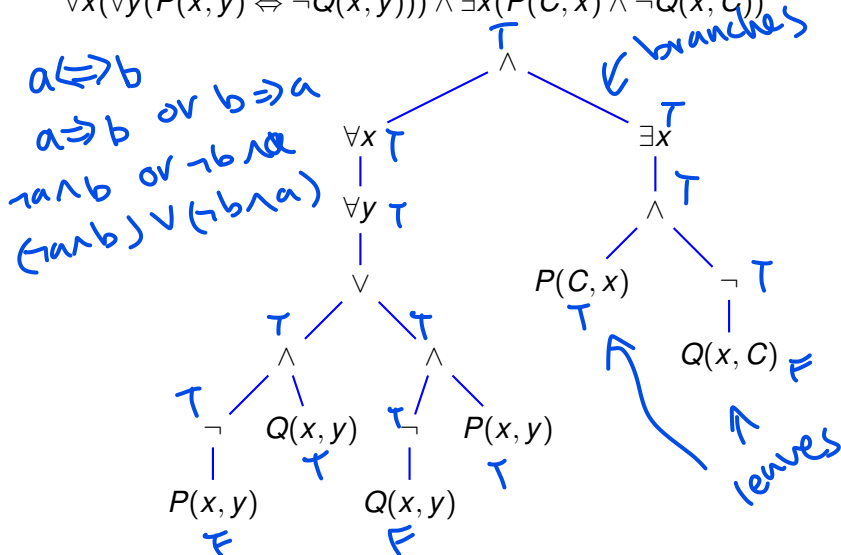 ∀x(∀y(P(x, y) ⇔ ¬Q(x, y))) ∧ ∃x(P(C, x) ∧ ¬Q(x, C))
T
∧
branches
a⇔b
a⇒b or b⇒a
¬a∧b or ¬b∧a
(¬a∧b) ∨ (¬b∧a)
∀x T
∃x T
∀y T
∧ T
∨
P(C, x) T
¬ T
T ∧
T ∧
Q(x, C) F
T ¬
Q(x, y) T
T ¬
P(x, y) T
P(x, y) F
Q(x, y) F
leaves